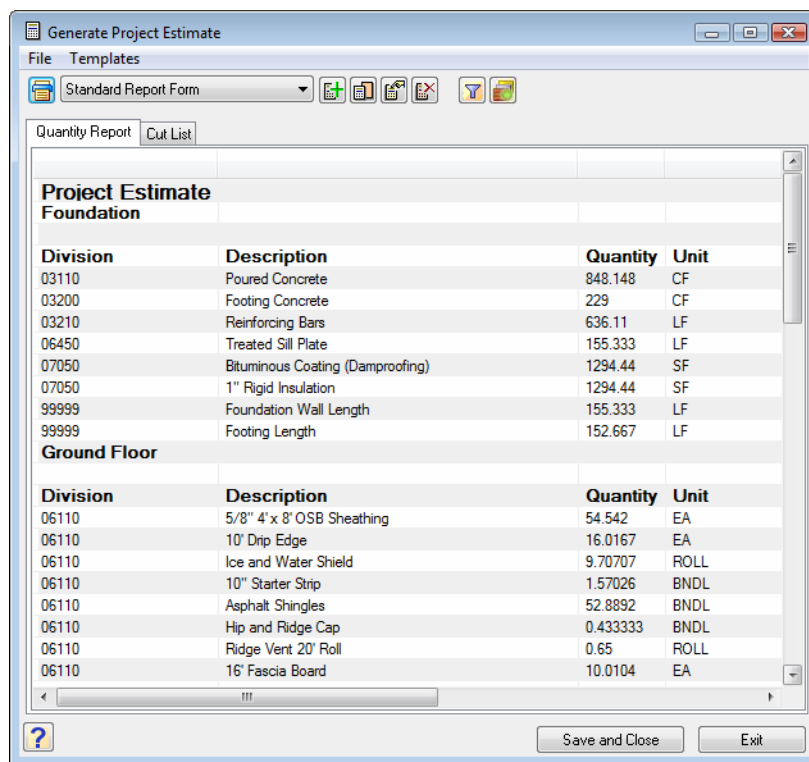 Generate Project Estimate
File Templates
Standard Report Form
Quantity Report Cut List
Project Estimate
Foundation
Division Description Quantity Unit
03110 Poured Concrete 848.148 CF
03200 Footing Concrete 229 CF
03210 Reinforcing Bars 636.11 LF
06450 Treated Sill Plate 155.333 LF
07050 Bituminous Coating (Damproofing) 1294.44 SF
07050 1" Rigid Insulation 1294.44 SF
99999 Foundation Wall Length 155.333 LF
99999 Footing Length 152.667 LF
Ground Floor
Division Description Quantity Unit
06110 5/8" 4' x 8' OSB Sheathing 54.542 EA
06110 10' Drip Edge 16.0167 EA
06110 Ice and Water Shield 9.70707 ROLL
06110 10" Starter Strip 1.57026 BNDL
06110 Asphalt Shingles 52.8892 BNDL
06110 Hip and Ridge Cap 0.433333 BNDL
06110 Ridge Vent 20' Roll 0.65 ROLL
06110 16' Fascia Board 10.0104 EA
? Save and Close Exit